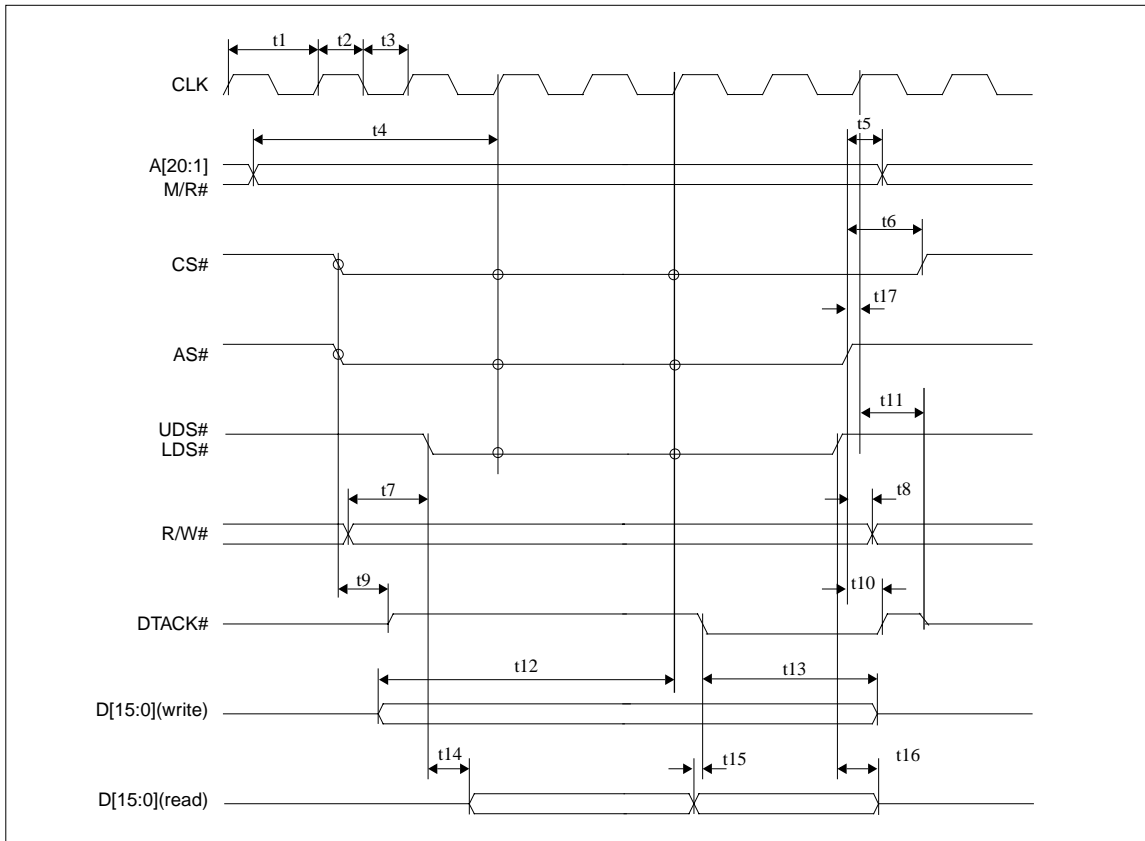 t1 t2 t3
CLK
t4 t5
A[20:1]
M/R#
t6
CS#
t17
AS#
t11
UDS#
LDS#
t7 t8
R/W#
t9 t10
DTACK#
t12 t13
D[15:0](write)
t14 t15 t16
D[15:0](read)